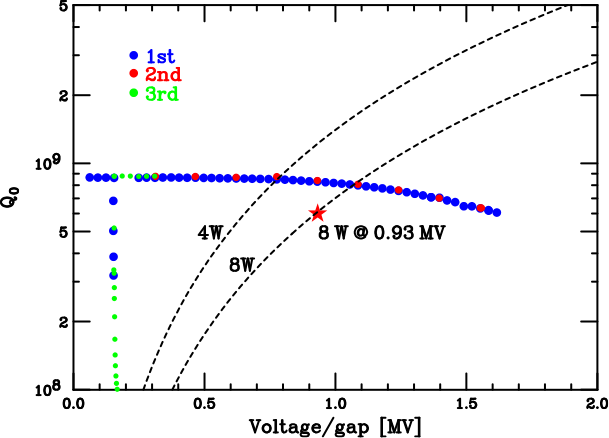 5
2
10⁹
5
2
10⁸
Q₀
1st
2nd
3rd
4W
8W
8 W @ 0.93 MV
0.0 0.5 1.0 1.5 2.0
Voltage/gap [MV]